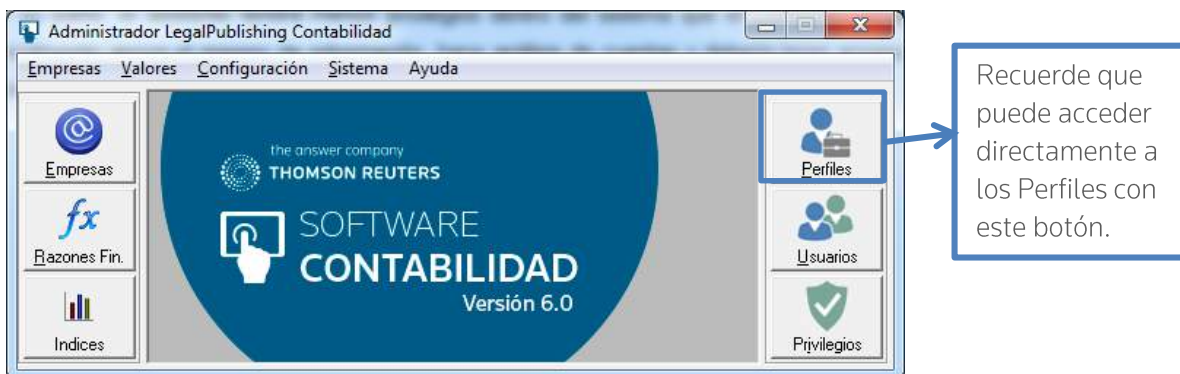 Administrador LegalPublishing Contabilidad
Empresas Valores Configuración Sistema Ayuda
Empresas
Razones Fin.
Indices
the answer company
THOMSON REUTERS
SOFTWARE
CONTABILIDAD
Versión 6.0
Perfiles
Usuarios
Privilegios
Recuerde que
puede acceder
directamente a
los Perfiles con
este botón.